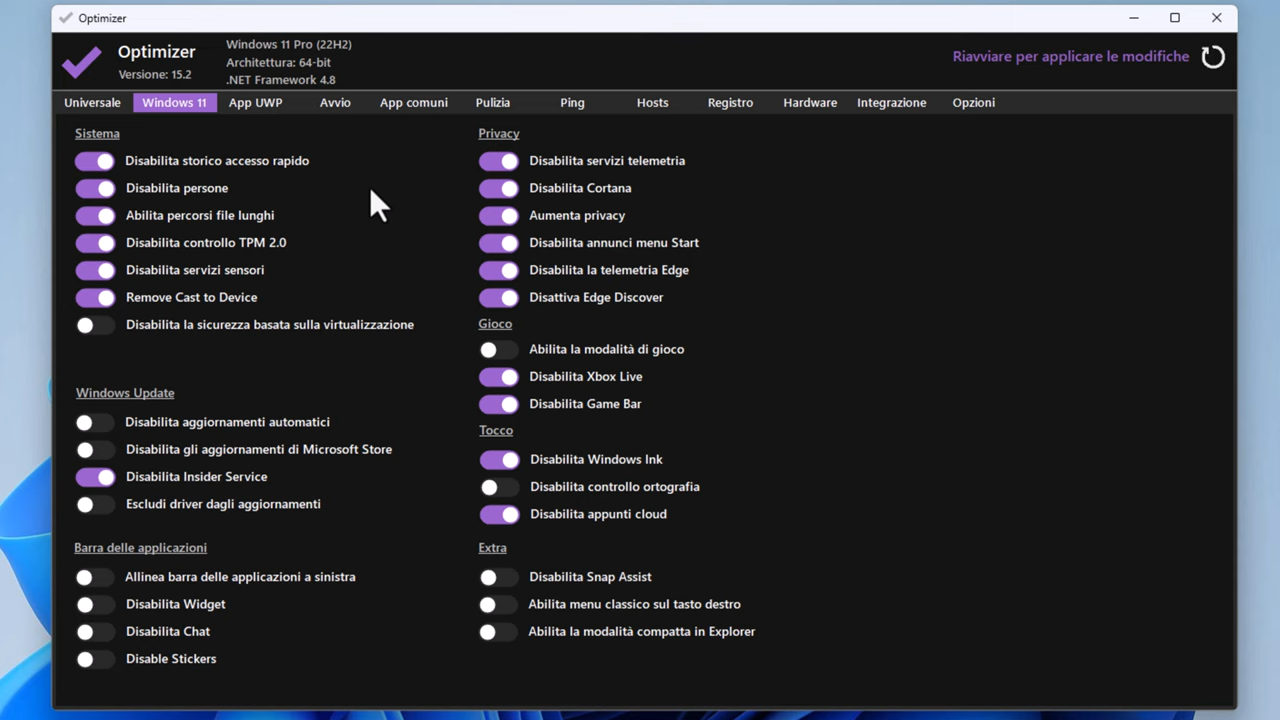 Optimizer
Optimizer
Versione: 15.2
Windows 11 Pro (22H2)
Architettura: 64-bit
.NET Framework 4.8
Riavviare per applicare le modifiche
Universale
Windows 11
App UWP
Avvio
App comuni
Pulizia
Ping
Hosts
Registro
Hardware
Integrazione
Opzioni
Sistema
Disabilita storico accesso rapido
Disabilita persone
Abilita percorsi file lunghi
Disabilita controllo TPM 2.0
Disabilita servizi sensori
Remove Cast to Device
Disabilita la sicurezza basata sulla virtualizzazione
Windows Update
Disabilita aggiornamenti automatici
Disabilita gli aggiornamenti di Microsoft Store
Disabilita Insider Service
Escludi driver dagli aggiornamenti
Barra delle applicazioni
Allinea barra delle applicazioni a sinistra
Disabilita Widget
Disabilita Chat
Disable Stickers
Privacy
Disabilita servizi telemetria
Disabilita Cortana
Aumenta privacy
Disabilita annunci menu Start
Disabilita la telemetria Edge
Disattiva Edge Discover
Gioco
Abilita la modalità di gioco
Disabilita Xbox Live
Disabilita Game Bar
Tocco
Disabilita Windows Ink
Disabilita controllo ortografia
Disabilita appunti cloud
Extra
Disabilita Snap Assist
Abilita menu classico sul tasto destro
Abilita la modalità compatta in Explorer